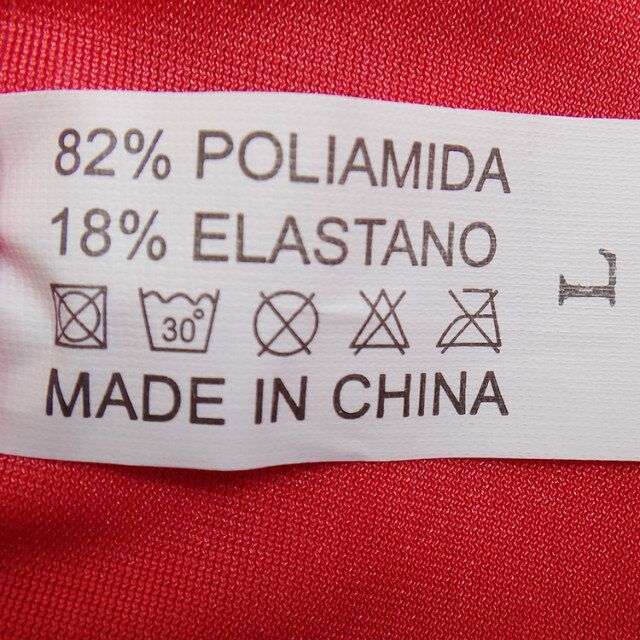 82% POLIAMIDA
18% ELASTANO
30°
MADE IN CHINA
L